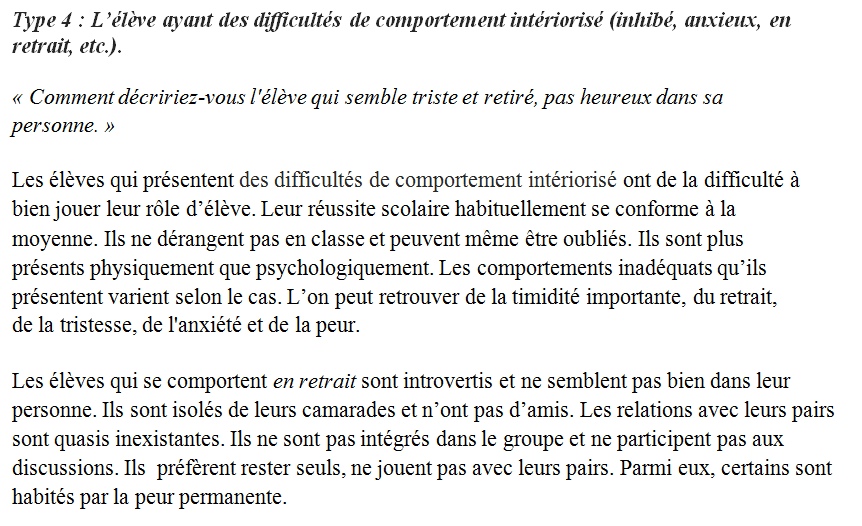 Type 4 : L’élève ayant des difficultés de comportement intériorisé (inhibé, anxieux, en
retrait, etc.).
« Comment décririez-vous l'élève qui semble triste et retiré, pas heureux dans sa
personne. »
Les élèves qui présentent des difficultés de comportement intériorisé ont de la difficulté à
bien jouer leur rôle d’élève. Leur réussite scolaire habituellement se conforme à la
moyenne. Ils ne dérangent pas en classe et peuvent même être oubliés. Ils sont plus
présents physiquement que psychologiquement. Les comportements inadéquats qu’ils
présentent varient selon le cas. L’on peut retrouver de la timidité importante, du retrait,
de la tristesse, de l'anxiété et de la peur.
Les élèves qui se comportent en retrait sont introvertis et ne semblent pas bien dans leur
personne. Ils sont isolés de leurs camarades et n’ont pas d’amis. Les relations avec leurs pairs
sont quasis inexistantes. Ils ne sont pas intégrés dans le groupe et ne participent pas aux
discussions. Ils  préfèrent rester seuls, ne jouent pas avec leurs pairs. Parmi eux, certains sont
habités par la peur permanente.